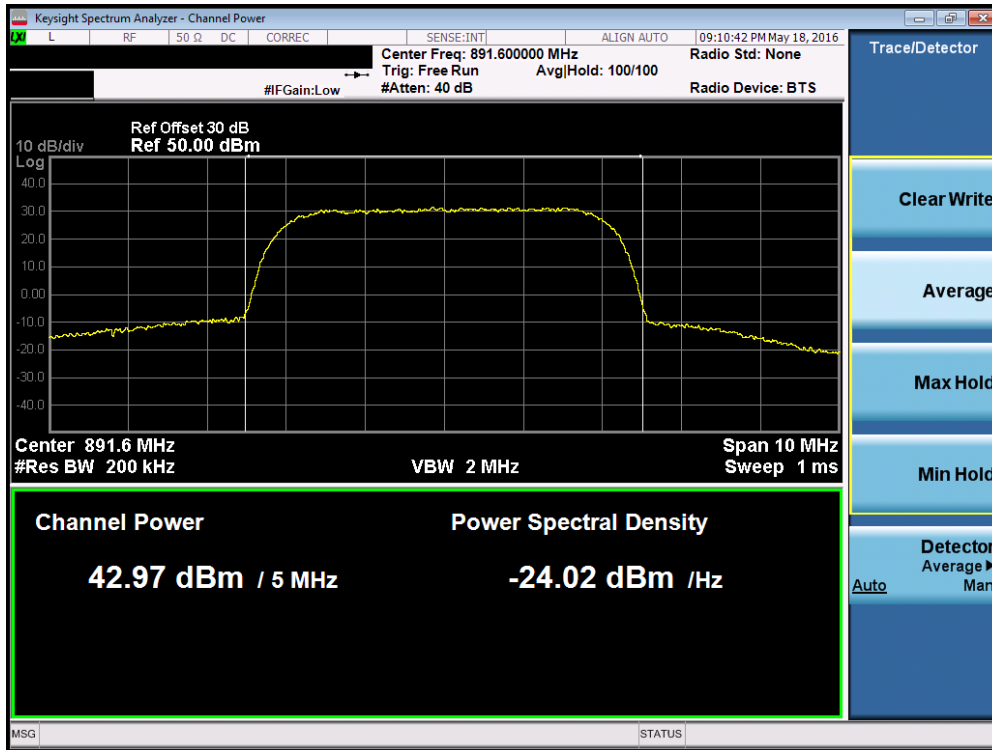 Keysight Spectrum Analyzer - Channel Power
LXI L RF 50 Ω DC CORREC SENSE:INT ALIGN AUTO 09:10:42 PM May 18, 2016
Center Freq: 891.600000 MHz Radio Std: None
Trig: Free Run Avg|Hold: 100/100
#IFGain:Low #Atten: 40 dB Radio Device: BTS
Ref Offset 30 dB
10 dB/div Ref 50.00 dBm
Log
40.0
30.0
20.0
10.0
0.00
-10.0
-20.0
-30.0
-40.0
Center 891.6 MHz Span 10 MHz
#Res BW 200 kHz VBW 2 MHz Sweep 1 ms
Channel Power Power Spectral Density
42.97 dBm / 5 MHz -24.02 dBm /Hz
MSG STATUS
Trace/Detector
Clear Write
Average
Max Hold
Min Hold
Detector
Average
Auto Man